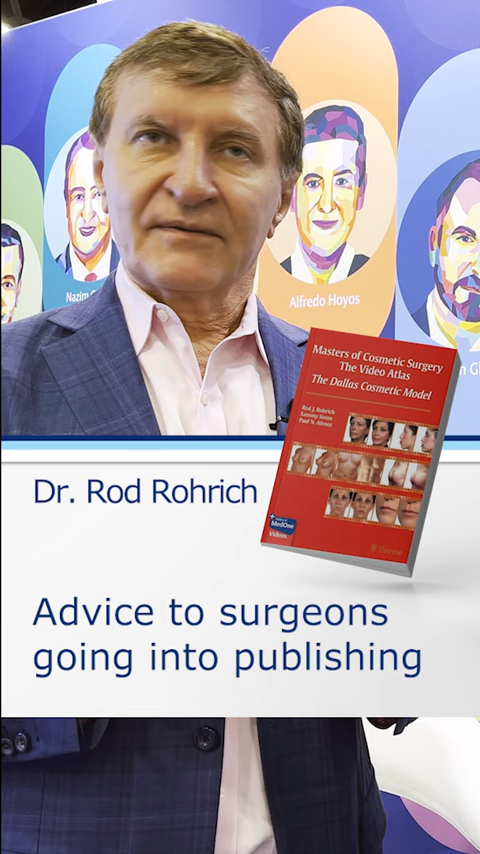 Nazim
Alfredo Hoyos
Masters of Cosmetic Surgery
The Video Atlas
The Dallas Cosmetic Model
Rod J. Rohrich
Sammy Sinno
Paul N. Afrooz
MedOne
Videos
Thieme
Dr. Rod Rohrich
Advice to surgeons
going into publishing